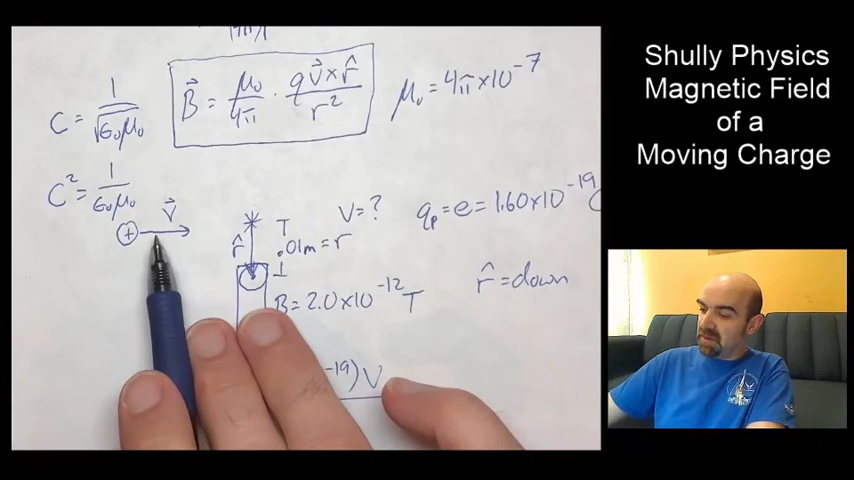 Shully Physics
Magnetic Field
of a
Moving Charge
C = 1/√ϵ₀μ₀
B⃗ = μ₀/4π · qv⃗ × r̂/r²
μ₀ = 4π×10⁻⁷
C² = 1/ϵ₀μ₀
v⃗
+
r̂
T
.01m = r
V = ?
qₚ = e = 1.60×10⁻¹⁹ C
B = 2.0×10⁻¹² T
r̂ = down
⁻¹⁹) V